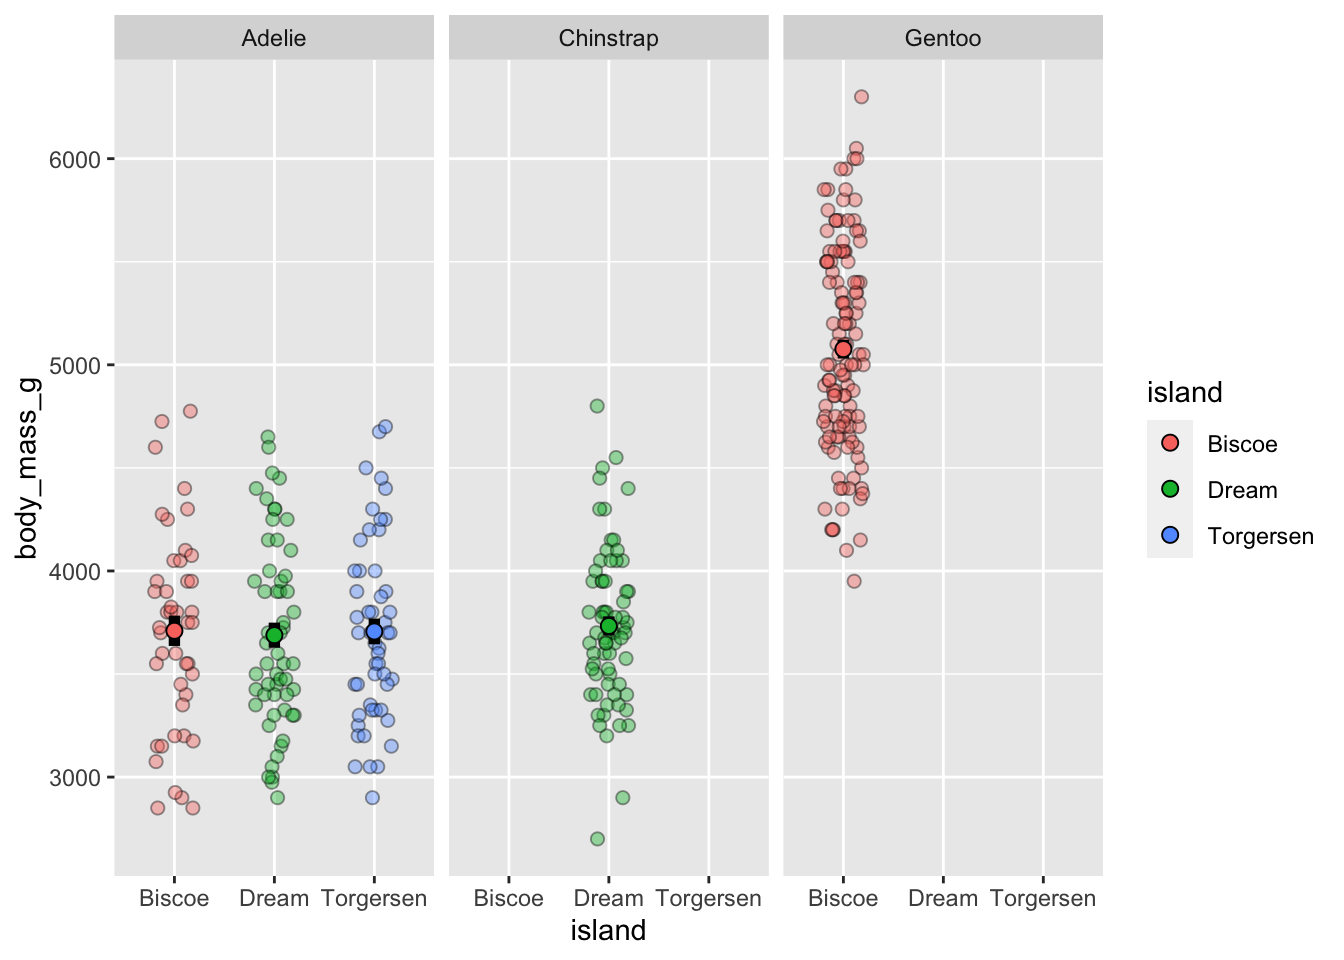 Adelie
Chinstrap
Gentoo
6000
5000
4000
3000
body_mass_g
Biscoe Dream Torgersen
Biscoe Dream Torgersen
Biscoe Dream Torgersen
island
island
Biscoe
Dream
Torgersen